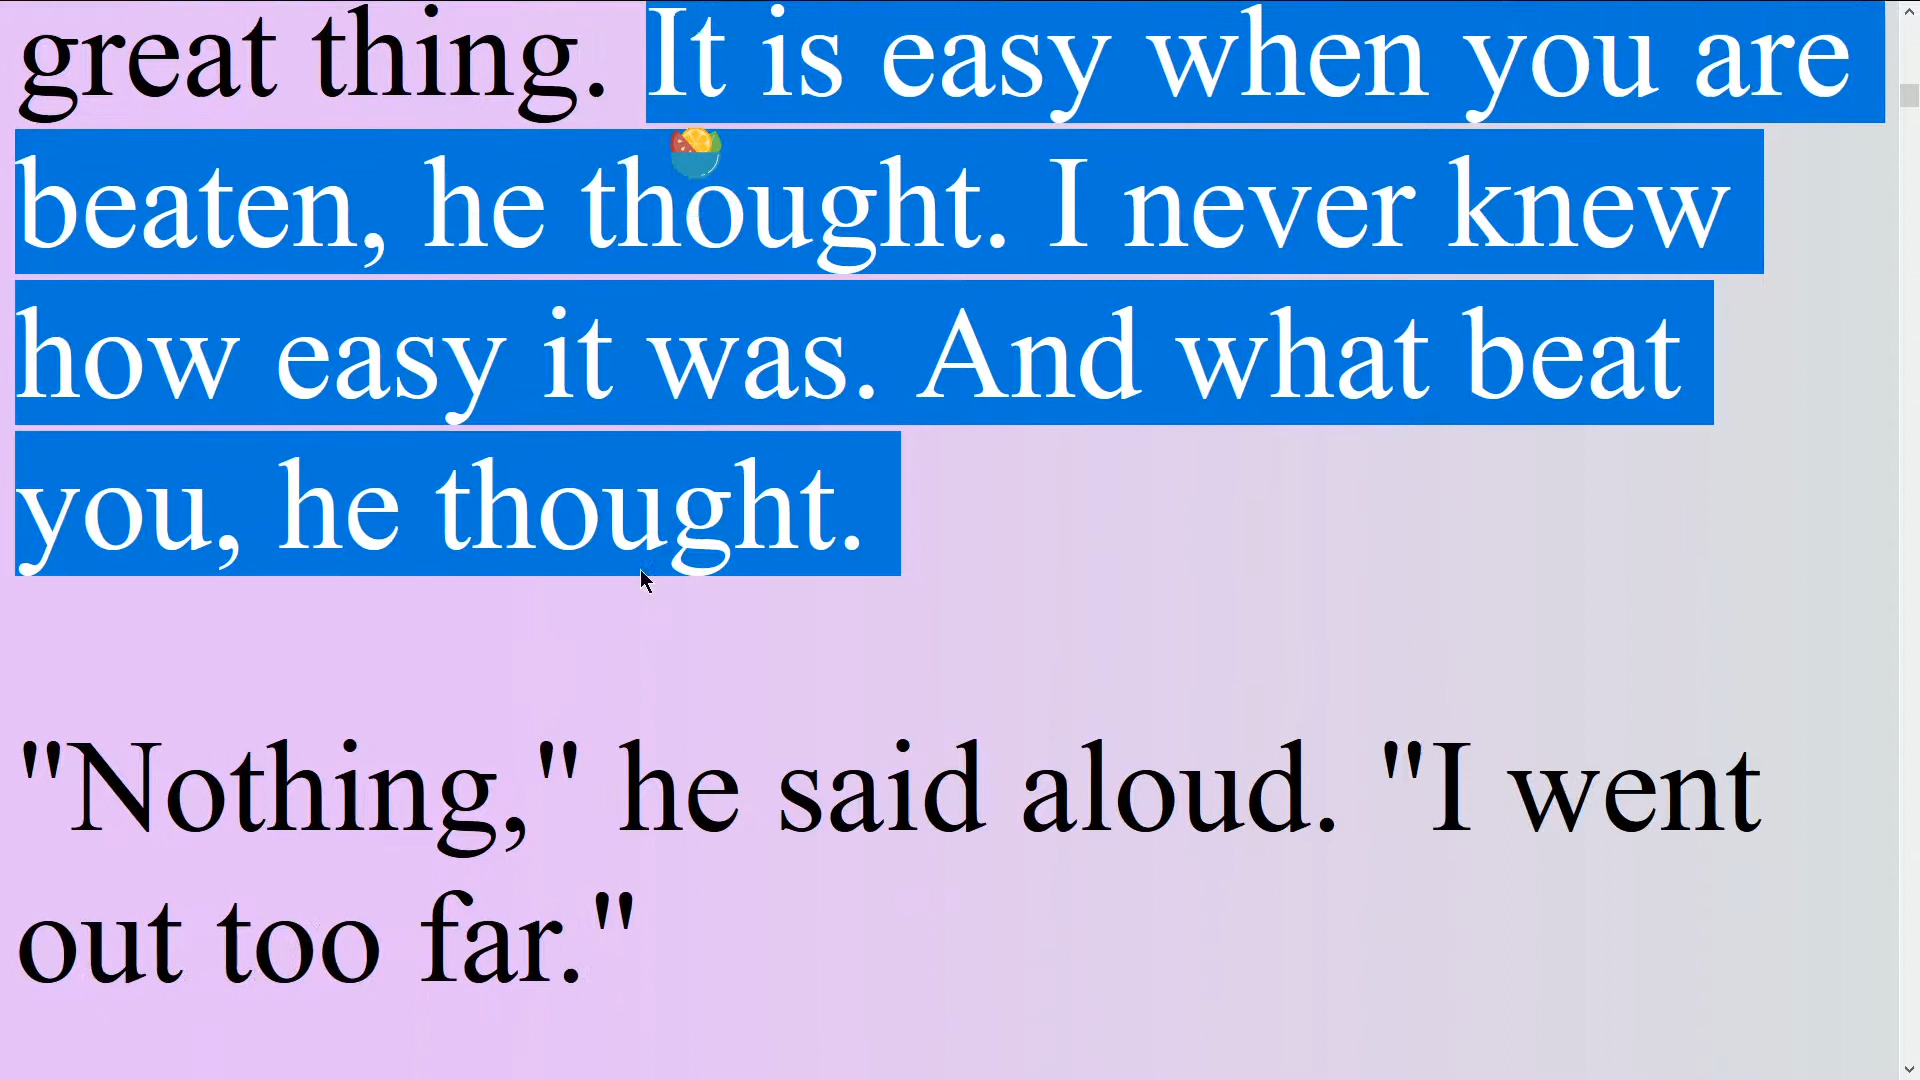 great thing. It is easy when you are
beaten, he thought. I never knew
how easy it was. And what beat
you, he thought.
"Nothing," he said aloud. "I went
out too far."